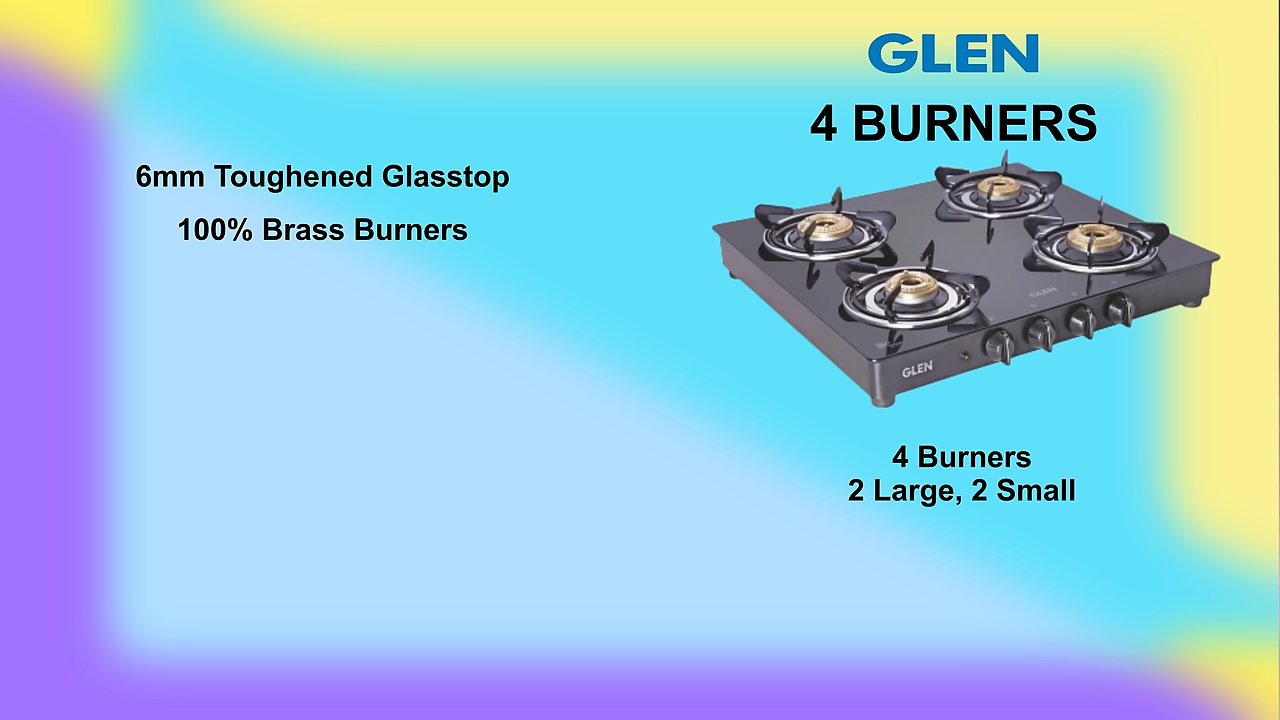 GLEN
4 BURNERS
6mm Toughened Glasstop
100% Brass Burners
GLEN
GLEN
4 Burners
2 Large, 2 Small